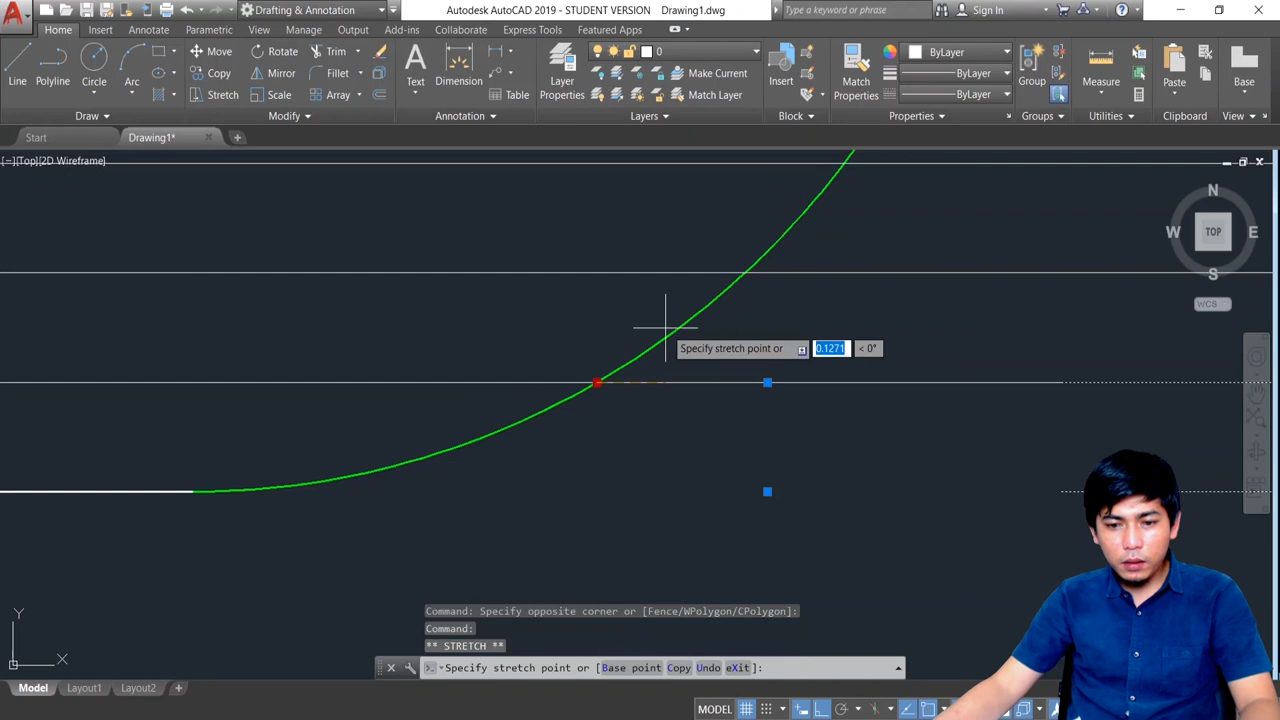 Drafting & Annotation
Autodesk AutoCAD 2019 - STUDENT VERSION Drawing1.dwg
Type a keyword or phrase
Sign In
Home Insert Annotate Parametric View Manage Output Add-ins Collaborate Express Tools Featured Apps
Line Polyline Circle Arc
Move Rotate Trim
Copy Mirror Fillet
Stretch Scale Array
Text Dimension Table
Layer Properties
0
Make Current
Match Layer
Insert
Match Properties
ByLayer
ByLayer
ByLayer
Group
Measure
Paste
Base
Draw Modify Annotation Layers Block Properties Groups Utilities Clipboard View
Start Drawing1*
[−][Top][2D Wireframe]
N
W TOP E
S
WCS
Specify stretch point or 0.1271 < 0°
Y
X
Command: Specify opposite corner or [Fence/WPolygon/CPolygon]:
Command:
** STRETCH **
Specify stretch point or [Base point Copy Undo eXit]:
Model Layout1 Layout2 +
MODEL